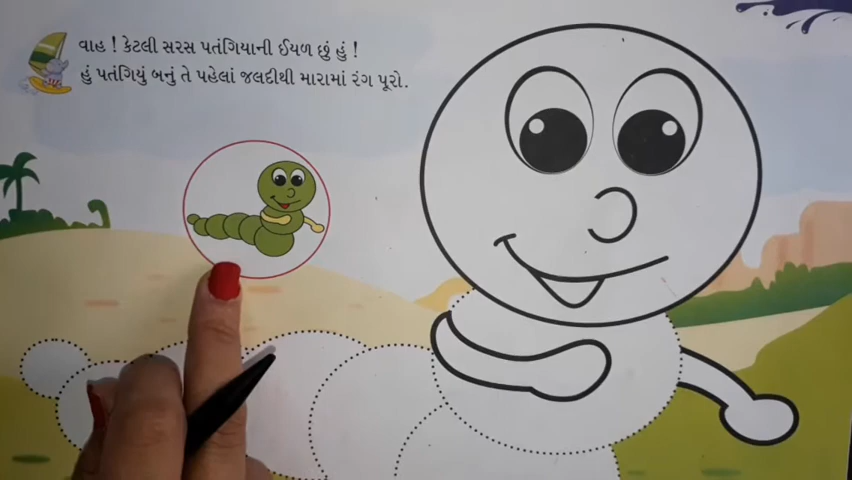 વાહ ! કેટલી સરસ પતંગિયાની ઈયળ છું હું !
હું પતંગિયું બનું તે પહેલાં જલદીથી મારામાં રંગ પૂરો.